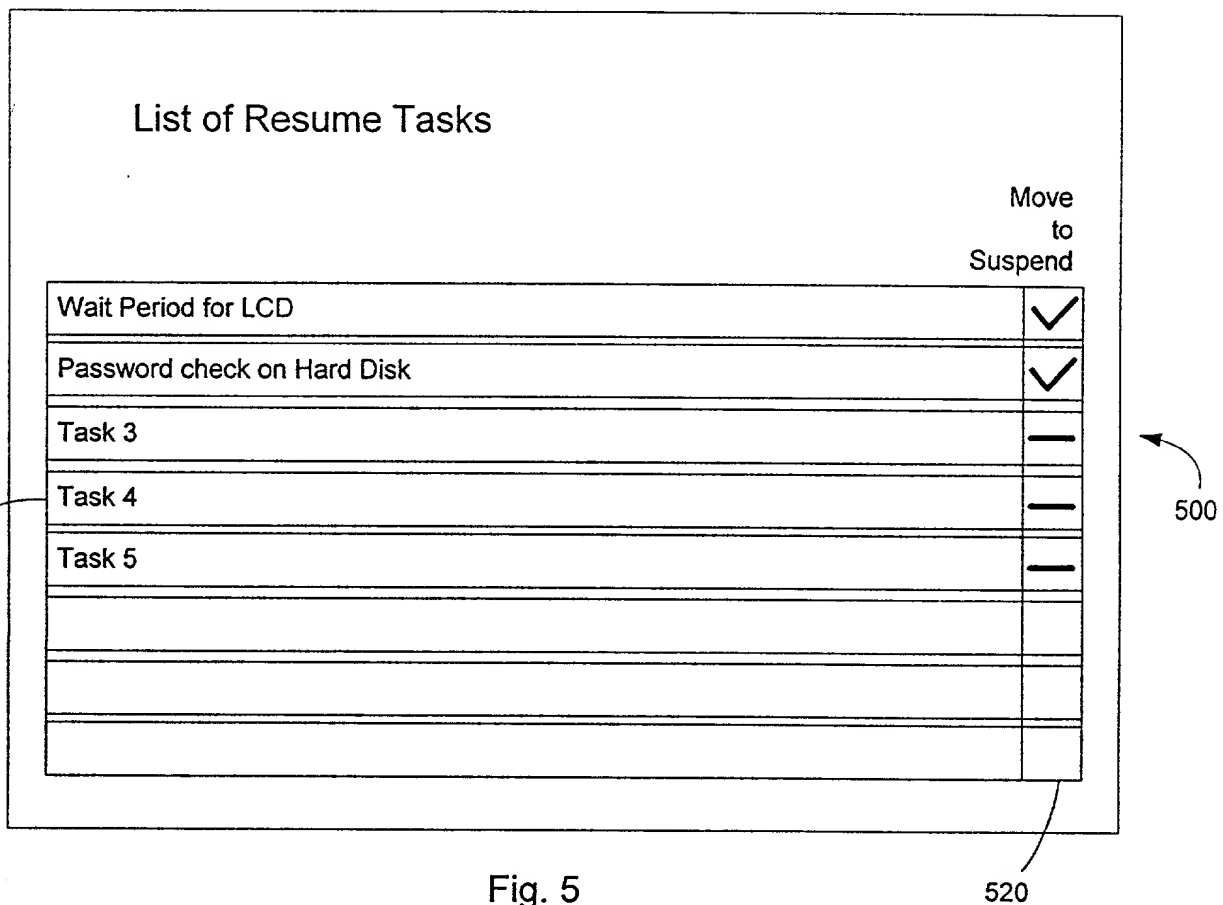 List of Resume Tasks
Move
to
Suspend
Wait Period for LCD
Password check on Hard Disk
Task 3
Task 4
Task 5
500
520
Fig. 5